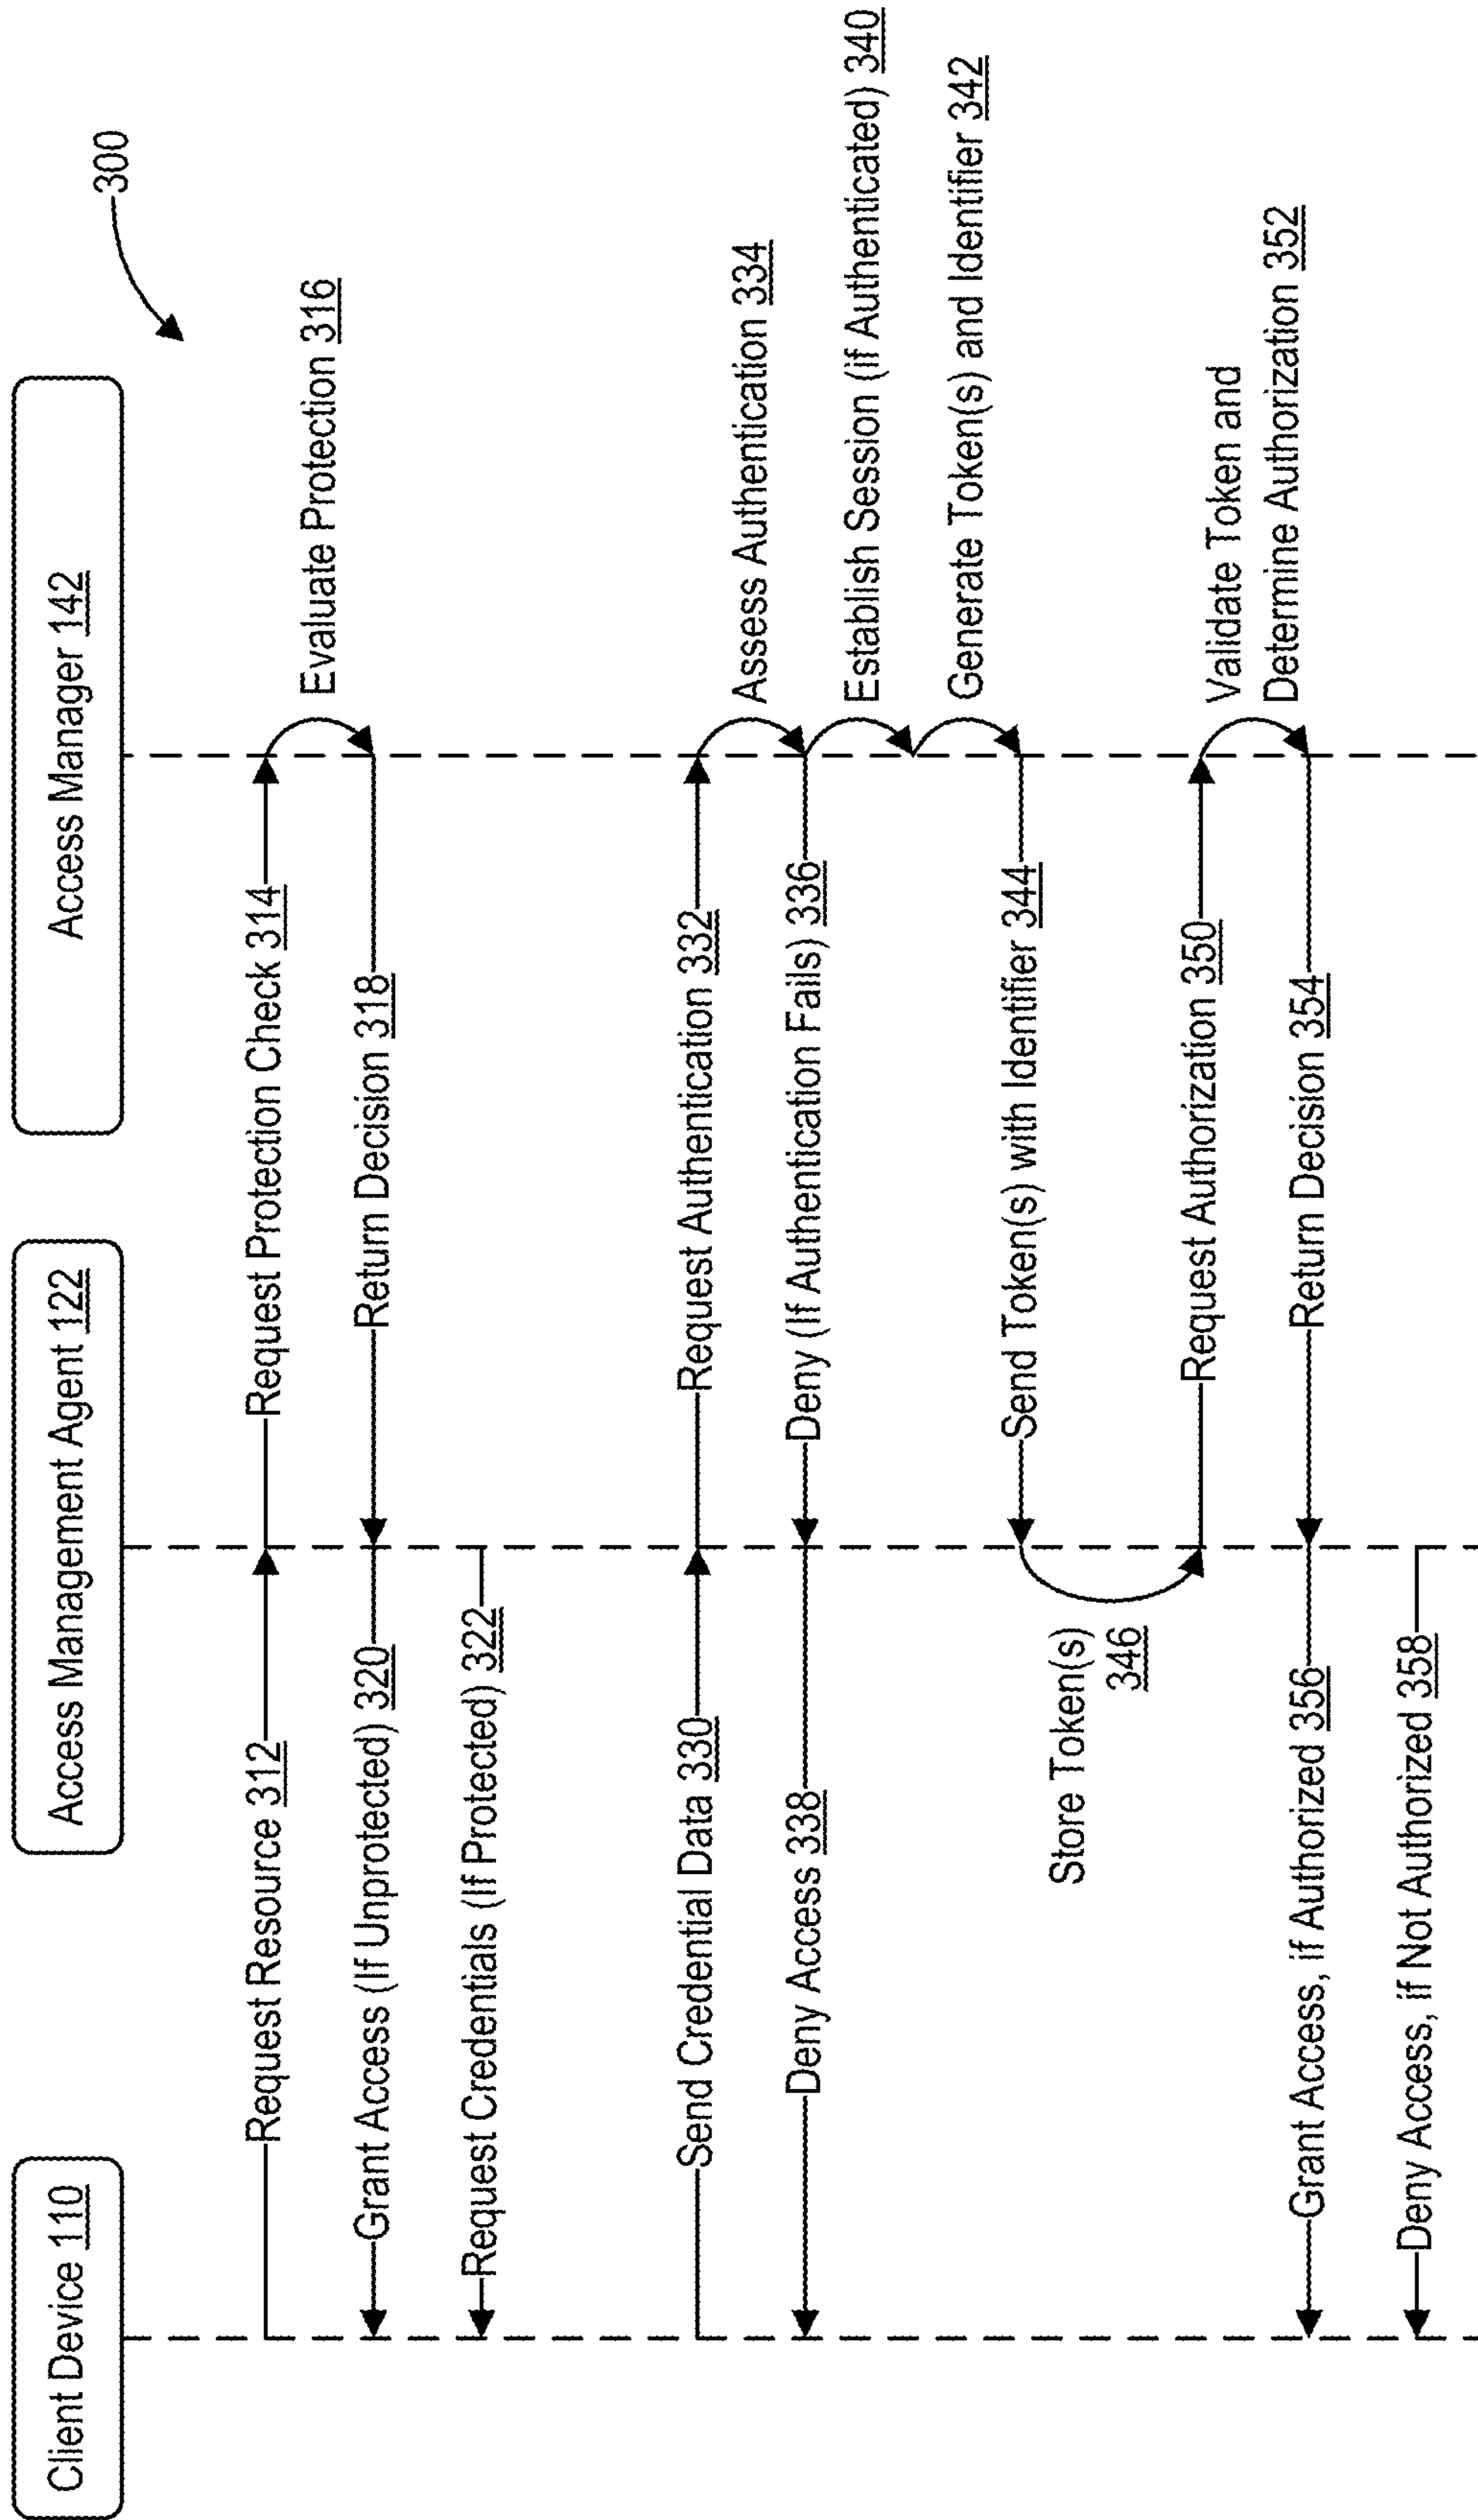 300
Client Device 110
Access Management Agent 122
Access Manager 142
Request Resource 312
Request Protection Check 314
Evaluate Protection 316
Return Decision 318
Grant Access (If Unprotected) 320
Request Credentials (If Protected) 322
Send Credential Data 330
Request Authentication 332
Assess Authentication 334
Deny (If Authentication Fails) 336
Deny Access 338
Establish Session (if Authenticated) 340
Generate Token(s) and Identifier 342
Send Token(s) with Identifier 344
Store Token(s)
346
Request Authorization 350
Validate Token and
Determine Authorization 352
Return Decision 354
Grant Access, if Authorized 356
Deny Access, if Not Authorized 358